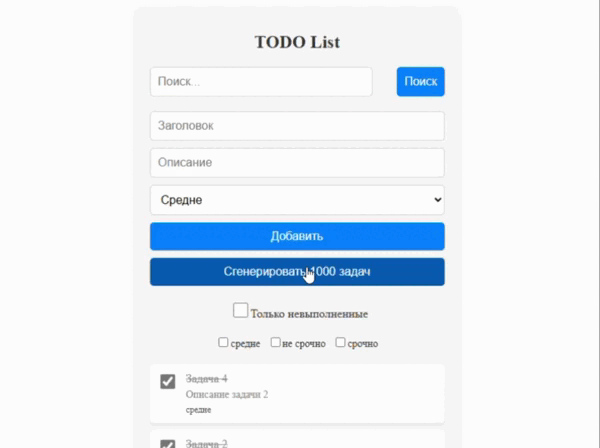 TODO List
Поиск...
Поиск
Заголовок
Описание
Средне
Добавить
Сгенерировать 1000 задач
Только невыполненные
средне не срочно срочно
Задача 4
Описание задачи 2
средне
Задача 2